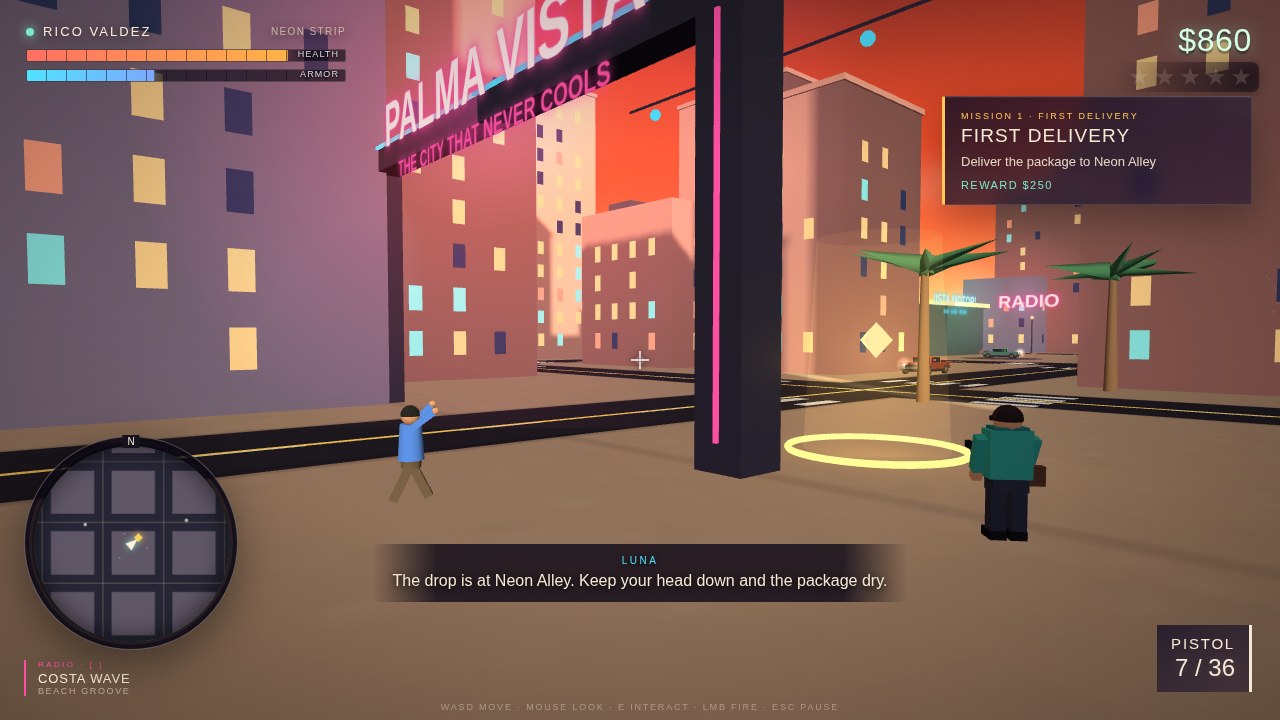 RICO VALDEZ
NEON STRIP
HEALTH
ARMOR
PALMA VISTA
THE CITY THAT NEVER COOLS
$860
MISSION 1 · FIRST DELIVERY
FIRST DELIVERY
Deliver the package to Neon Alley
REWARD $250
RADIO
N
LUNA
The drop is at Neon Alley. Keep your head down and the package dry.
RADIO · [ ]
COSTA WAVE
BEACH GROOVE
PISTOL
7 / 36
WASD MOVE · MOUSE LOOK · E INTERACT · LMB FIRE · ESC PAUSE